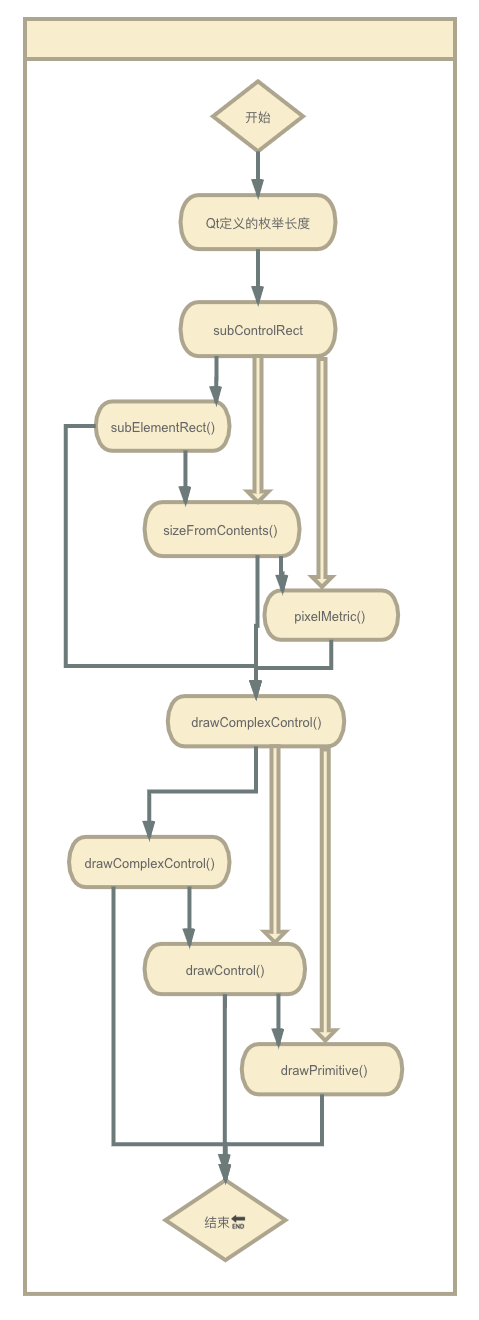 开始
Qt定义的枚举长度
subControlRect
subElementRect()
sizeFromContents()
pixelMetric()
drawComplexControl()
drawComplexControl()
drawControl()
drawPrimitive()
结束🔚